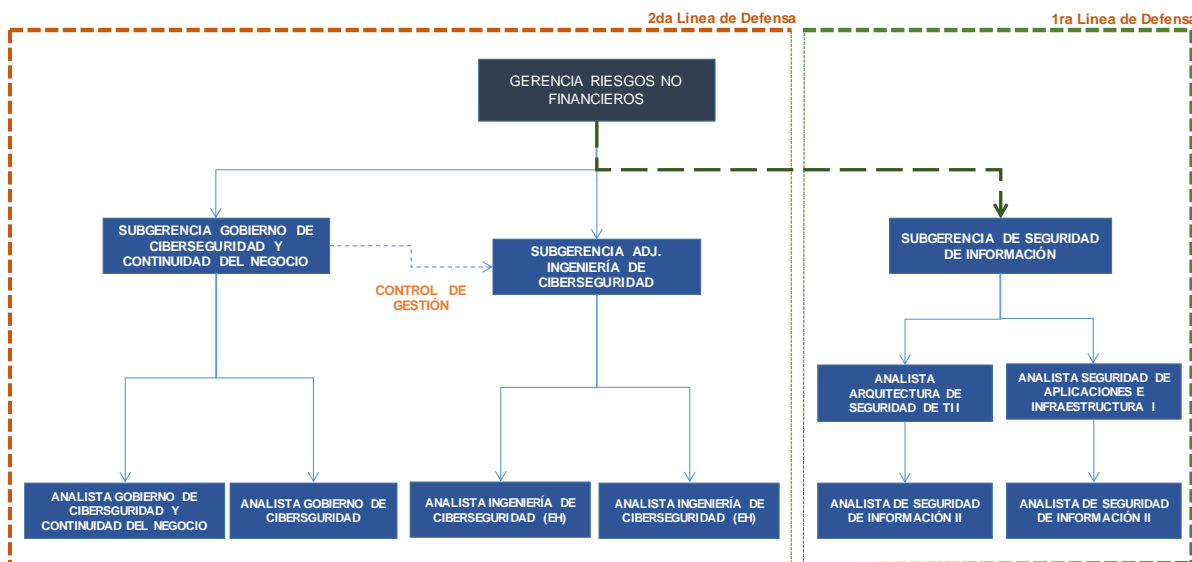 2da Linea de Defensa
1ra Linea de Defensa
GERENCIA RIESGOS NO
FINANCIEROS
SUBGERENCIA GOBIERNO DE
CIBERSEGURIDAD Y
CONTINUIDAD DEL NEGOCIO
SUBGERENCIA ADJ.
INGENIERÍA DE
CIBERSEGURIDAD
SUBGERENCIA DE SEGURIDAD
DE INFORMACIÓN
CONTROL DE
GESTIÓN
ANALISTA
ARQUITECTURA DE
SEGURIDAD DE TI I
ANALISTA SEGURIDAD DE
APLICACIONES E
INFRAESTRUCTURA I
ANALISTA GOBIERNO DE
CIBERSGURIDAD Y
CONTINUIDAD DEL NEGOCIO
ANALISTA GOBIERNO DE
CIBERSGURIDAD
ANALISTA INGENIERÍA DE
CIBERSEGURIDAD (EH)
ANALISTA INGENIERÍA DE
CIBERSEGURIDAD (EH)
ANALISTA DE SEGURIDAD
DE INFORMACIÓN II
ANALISTA DE SEGURIDAD
DE INFORMACIÓN II